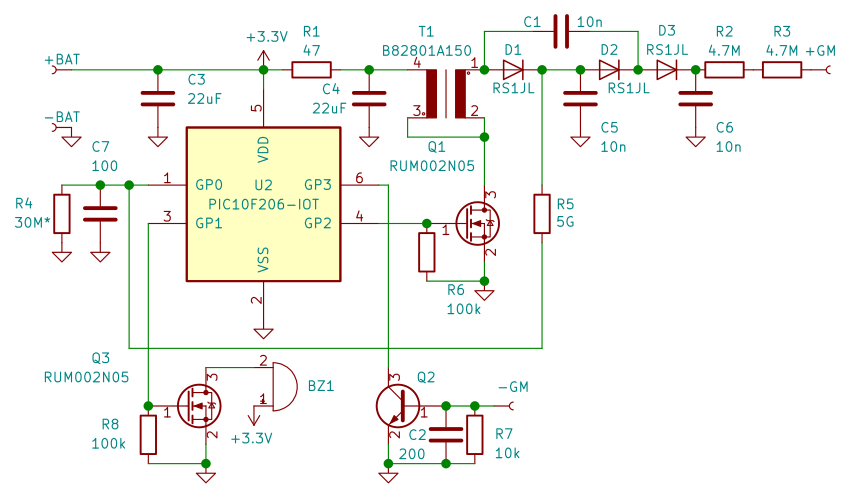 +3.3V
R1
47
T1
B82801A150
C1
10n
D1
RS1JL
D2
RS1JL
D3
RS1JL
R2
4.7M
R3
4.7M
+GM
+BAT
-BAT
C3
22uF
C4
22uF
4
1
3
2
C5
10n
C6
10n
C7
100
R4
30M*
5
VDD
U2
PIC10F206-IOT
GP0
GP1
GP3
GP2
VSS
1
3
6
4
2
Q1
RUM002N05
3
1
2
R5
5G
R6
100k
Q3
RUM002N05
3
1
2
R8
100k
2
1
BZ1
+3.3V
Q2
3
1
2
C2
200
R7
10k
-GM